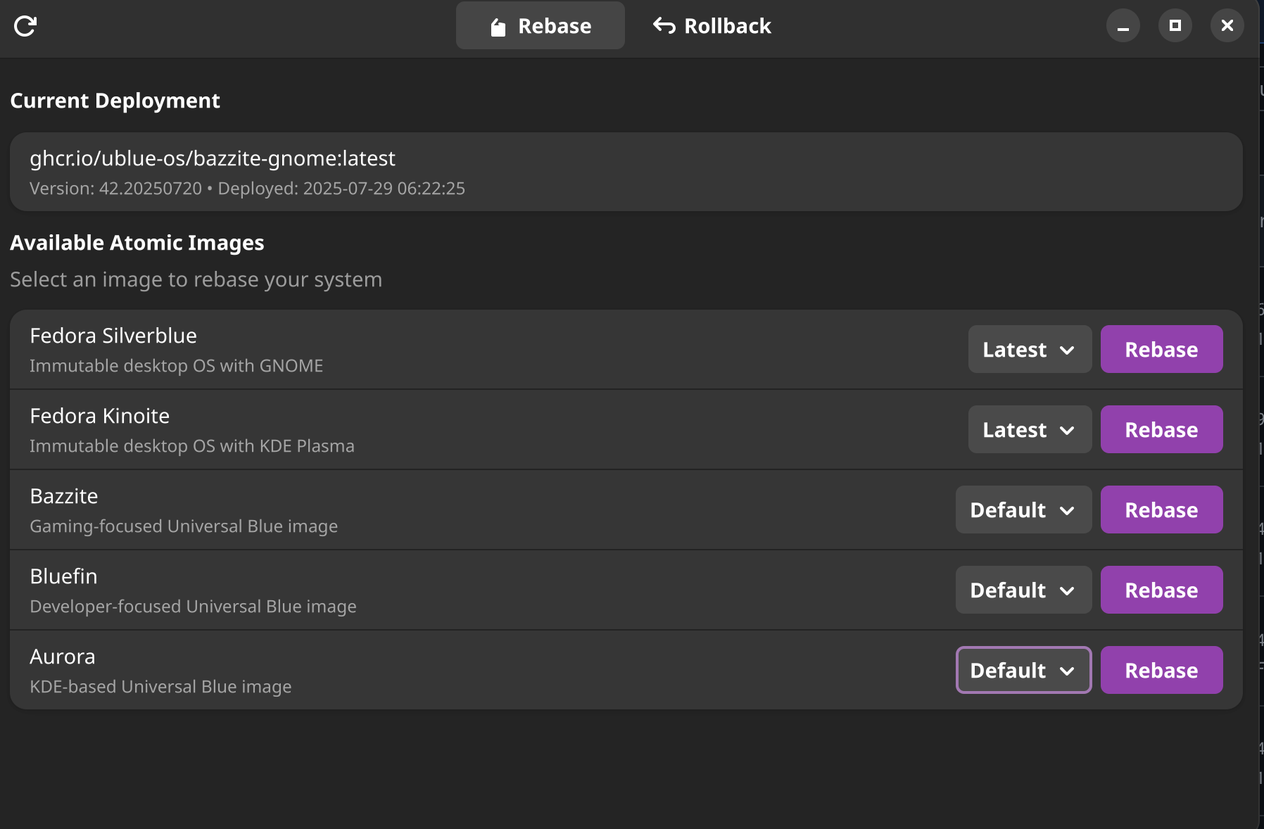 Rebase
Rollback
Current Deployment
ghcr.io/ublue-os/bazzite-gnome:latest
Version: 42.20250720 • Deployed: 2025-07-29 06:22:25
Available Atomic Images
Select an image to rebase your system
Fedora Silverblue
Immutable desktop OS with GNOME
Latest
Rebase
Fedora Kinoite
Immutable desktop OS with KDE Plasma
Latest
Rebase
Bazzite
Gaming-focused Universal Blue image
Default
Rebase
Bluefin
Developer-focused Universal Blue image
Default
Rebase
Aurora
KDE-based Universal Blue image
Default
Rebase